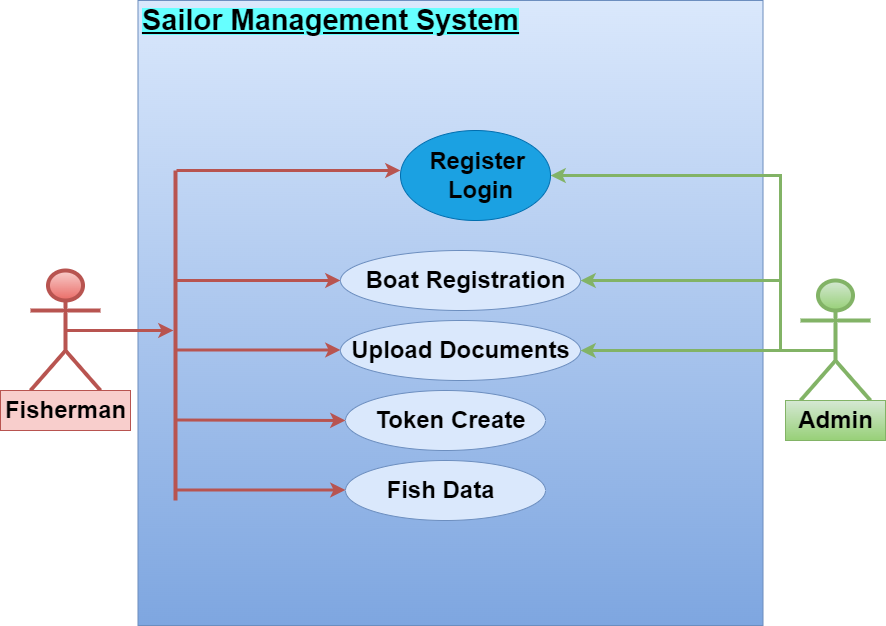 Sailor Management System
Register
Login
Boat Registration
Upload Documents
Fisherman
Token Create
Admin
Fish Data